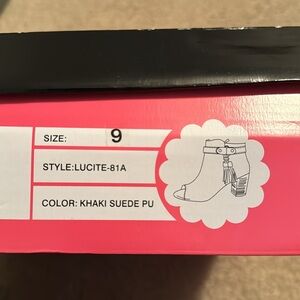 SIZE: 9
STYLE:LUCITE-81A
COLOR: KHAKI SUEDE PU